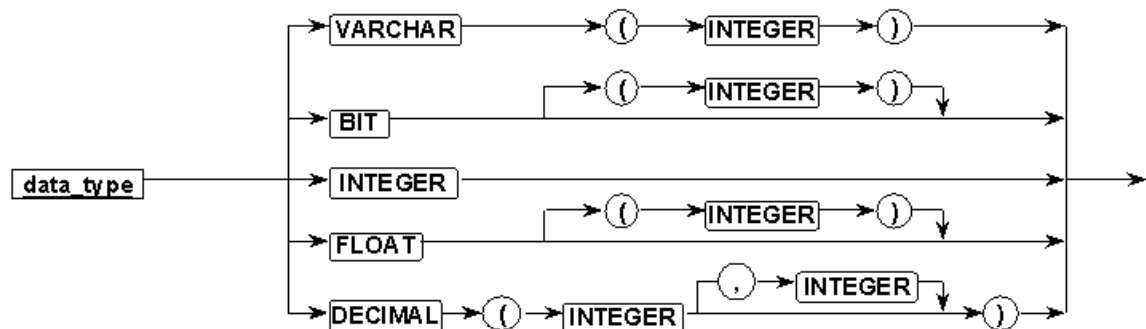 VARCHAR ( INTEGER )
( INTEGER )
BIT
data_type
INTEGER
( INTEGER )
FLOAT
, INTEGER
DECIMAL ( INTEGER )